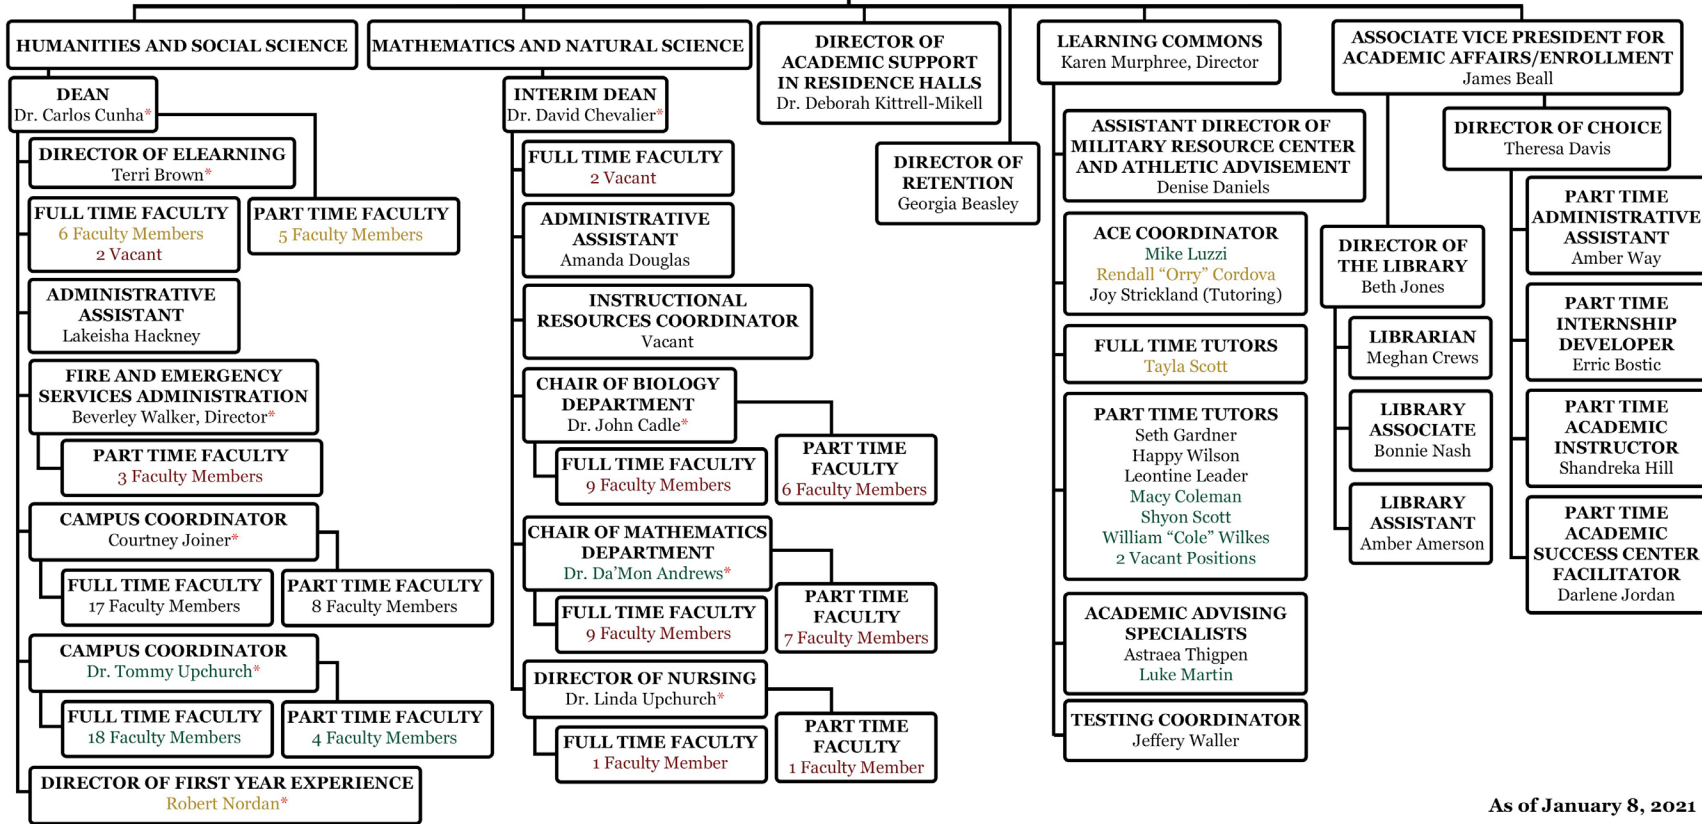 HUMANITIES AND SOCIAL SCIENCE
DEAN
Dr. Carlos Cunha*
DIRECTOR OF ELEARNING
Terri Brown*
FULL TIME FACULTY
6 Faculty Members
2 Vacant
PART TIME FACULTY
5 Faculty Members
ADMINISTRATIVE
ASSISTANT
Lakeisha Hackney
FIRE AND EMERGENCY
SERVICES ADMINISTRATION
Beverley Walker, Director*
PART TIME FACULTY
3 Faculty Members
CAMPUS COORDINATOR
Courtney Joiner*
FULL TIME FACULTY
17 Faculty Members
PART TIME FACULTY
8 Faculty Members
CAMPUS COORDINATOR
Dr. Tommy Upchurch*
FULL TIME FACULTY
18 Faculty Members
PART TIME FACULTY
4 Faculty Members
DIRECTOR OF FIRST YEAR EXPERIENCE
Robert Nordan*
MATHEMATICS AND NATURAL SCIENCE
INTERIM DEAN
Dr. David Chevalier*
FULL TIME FACULTY
2 Vacant
ADMINISTRATIVE
ASSISTANT
Amanda Douglas
INSTRUCTIONAL
RESOURCES COORDINATOR
Vacant
CHAIR OF BIOLOGY
DEPARTMENT
Dr. John Cadle*
FULL TIME FACULTY
9 Faculty Members
PART TIME
FACULTY
6 Faculty Members
CHAIR OF MATHEMATICS
DEPARTMENT
Dr. Da’Mon Andrews*
FULL TIME FACULTY
9 Faculty Members
PART TIME
FACULTY
7 Faculty Members
DIRECTOR OF NURSING
Dr. Linda Upchurch*
FULL TIME FACULTY
1 Faculty Member
PART TIME
FACULTY
1 Faculty Member
DIRECTOR OF
ACADEMIC SUPPORT
IN RESIDENCE HALLS
Dr. Deborah Kittrell-Mikell
DIRECTOR OF
RETENTION
Georgia Beasley
LEARNING COMMONS
Karen Murphree, Director
ASSISTANT DIRECTOR OF
MILITARY RESOURCE CENTER
AND ATHLETIC ADVISEMENT
Denise Daniels
ACE COORDINATOR
Mike Luzzi
Rendall “Orry” Cordova
Joy Strickland (Tutoring)
FULL TIME TUTORS
Tayla Scott
PART TIME TUTORS
Seth Gardner
Happy Wilson
Leontine Leader
Macy Coleman
Shyon Scott
William “Cole” Wilkes
2 Vacant Positions
ACADEMIC ADVISING
SPECIALISTS
Astraea Thigpen
Luke Martin
TESTING COORDINATOR
Jeffery Waller
ASSOCIATE VICE PRESIDENT FOR
ACADEMIC AFFAIRS/ENROLLMENT
James Beall
DIRECTOR OF
THE LIBRARY
Beth Jones
LIBRARIAN
Meghan Crews
LIBRARY
ASSOCIATE
Bonnie Nash
LIBRARY
ASSISTANT
Amber Amerson
DIRECTOR OF CHOICE
Theresa Davis
PART TIME
ADMINISTRATIVE
ASSISTANT
Amber Way
PART TIME
INTERNSHIP
DEVELOPER
Erric Bostic
PART TIME
ACADEMIC
INSTRUCTOR
Shandreka Hill
PART TIME
ACADEMIC
SUCCESS CENTER
FACILITATOR
Darlene Jordan
As of January 8, 2021